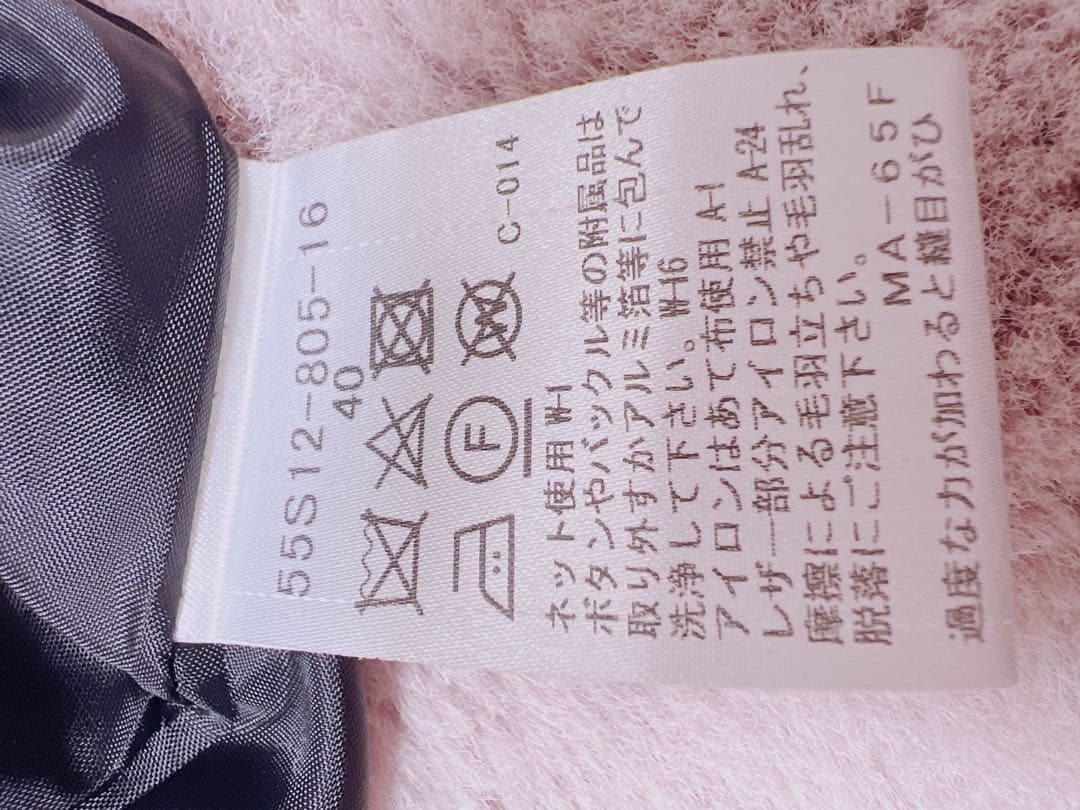 55S12-805-16
40
F
W
C-014
ネット使用 W-1
ボタンやバックル等の附属品は
取り外すかアルミ箔等に包んで
洗浄して下さい。W-16
アイロンはあて布使用 A-1
レザー部分アイロン禁止 A-24
摩擦による毛羽立ちや毛羽乱れ、
脱落にご注意下さい。
MA-65F
過度な力が加わると縫目がひ